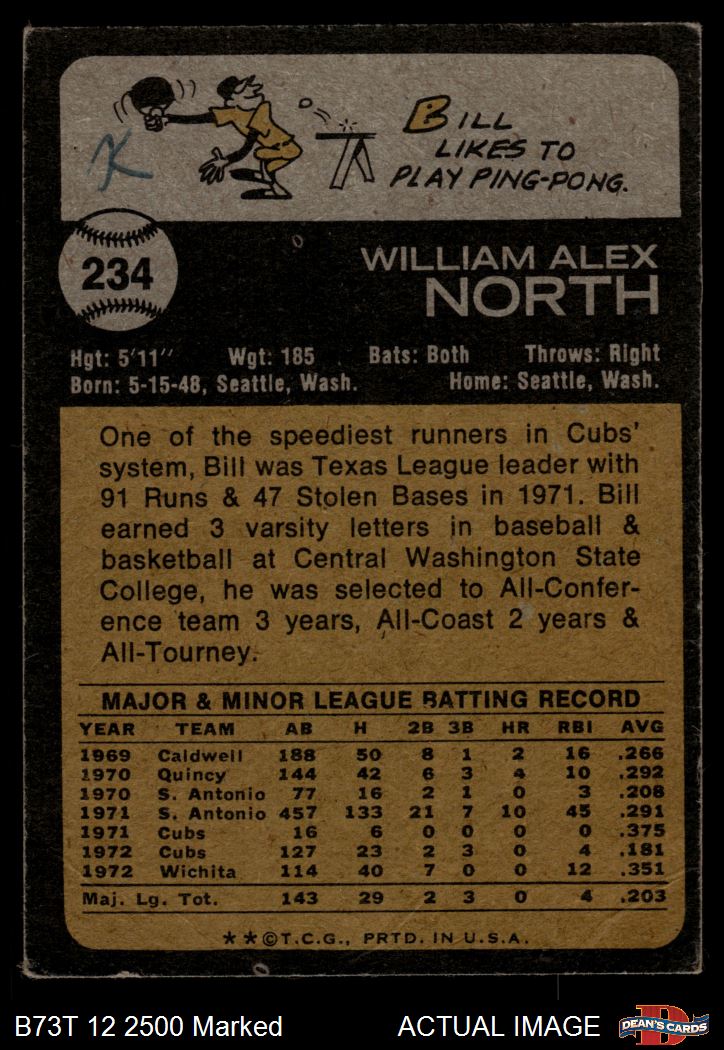 BILL
LIKES TO
PLAY PING-PONG.
K
234
WILLIAM ALEX
NORTH
Hgt: 5'11" Wgt: 185 Bats: Both Throws: Right
Born: 5-15-48, Seattle, Wash. Home: Seattle, Wash.
One of the speediest runners in Cubs'
system, Bill was Texas League leader with
91 Runs & 47 Stolen Bases in 1971. Bill
earned 3 varsity letters in baseball &
basketball at Central Washington State
College, he was selected to All-Confer-
ence team 3 years, All-Coast 2 years &
All-Tourney.
MAJOR & MINOR LEAGUE BATTING RECORD
YEAR TEAM AB H 2B 3B HR RBI AVG
1969 Caldwell 188 50 8 1 2 16 .266
1970 Quincy 144 42 6 3 4 10 .292
1970 S. Antonio 77 16 2 1 0 3 .208
1971 S. Antonio 457 133 21 7 10 45 .291
1971 Cubs 16 6 0 0 0 0 .375
1972 Cubs 127 23 2 3 0 4 .181
1972 Wichita 114 40 7 0 0 12 .351
Maj. Lg. Tot. 143 29 2 3 0 4 .203
**©T.C.G., PRTD. IN U.S.A.
B73T 12 2500 Marked ACTUAL IMAGE
D
DEAN'S CARDS